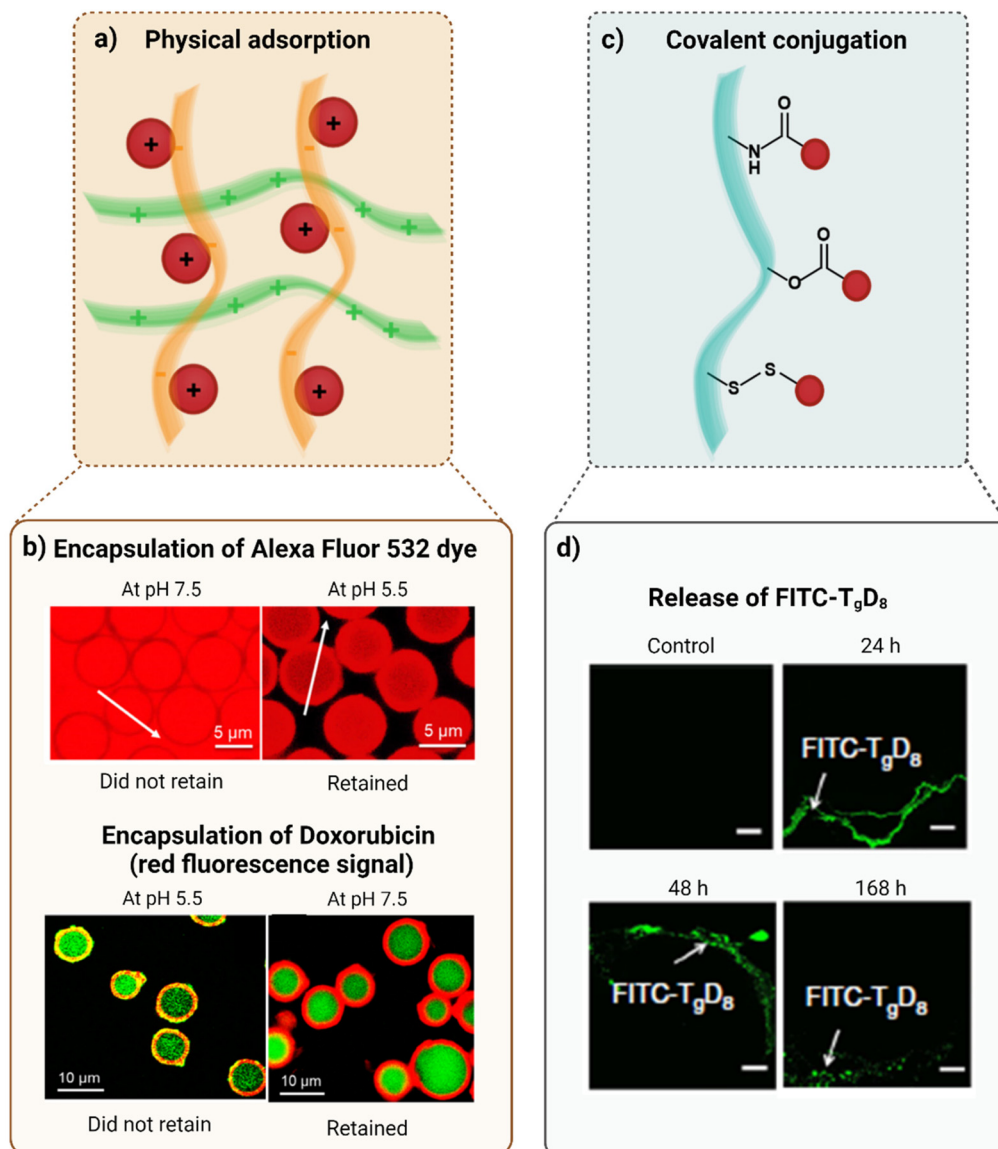 a) Physical adsorption
+ +
- -
+ + +
+ + + +
+ +
- -
+ + + + +
- -
+ +
c) Covalent conjugation
O
N
H
O
O
S
S
b) Encapsulation of Alexa Fluor 532 dye
At pH 7.5 At pH 5.5
5 µm 5 µm
Did not retain Retained
Encapsulation of Doxorubicin
(red fluorescence signal)
At pH 5.5 At pH 7.5
10 µm 10 µm
Did not retain Retained
d)
Release of FITC-TgD8
Control 24 h
FITC-TgD8
48 h 168 h
FITC-TgD8 FITC-TgD8